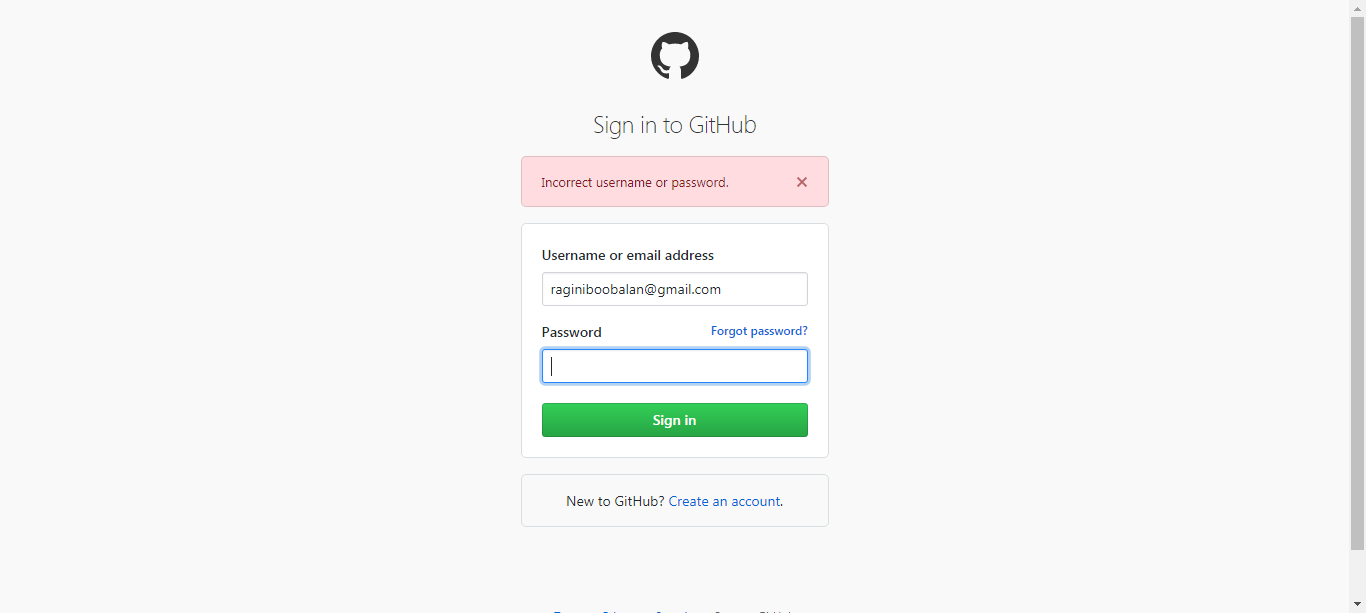 Sign in to GitHub
Incorrect username or password.
Username or email address
raginiboobalan@gmail.com
Password Forgot password?
Sign in
New to GitHub? Create an account.